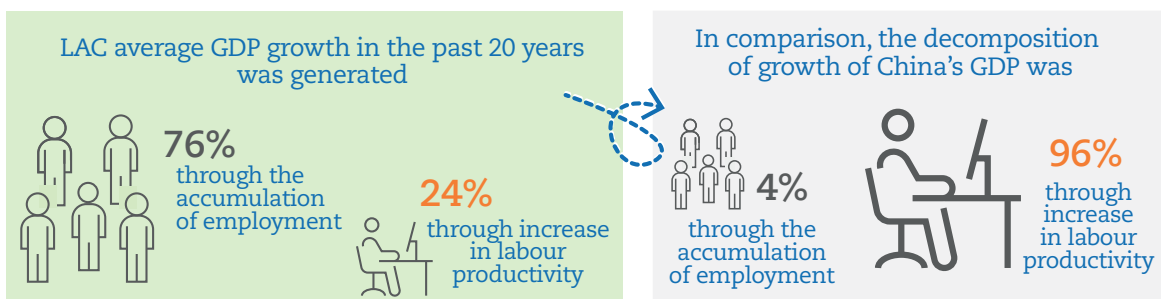 LAC average GDP growth in the past 20 years
was generated
76%
through the
accumulation
of employment
24%
through increase
in labour
productivity
In comparison, the decomposition
of growth of China's GDP was
4%
through the
accumulation
of employment
96%
through
increase
in labour
productivity